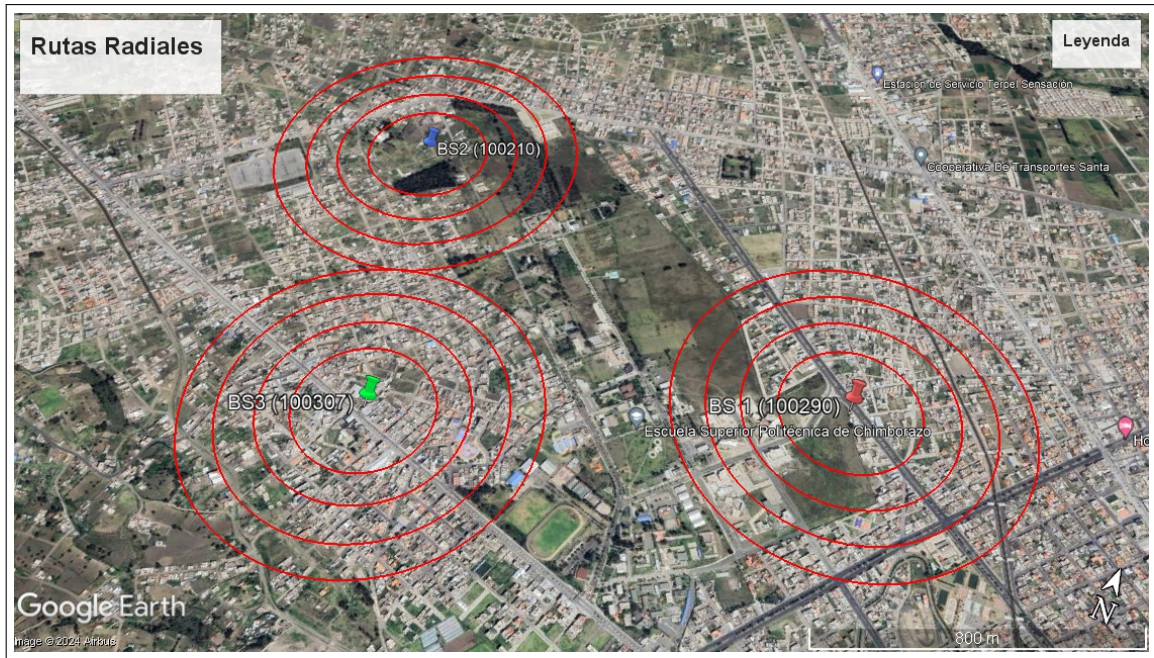 Rutas Radiales
Leyenda
Estación de Servicio Terpel Sensación
BS2 (100210)
Cooperativa De Transportes Santa
BS3 (100307)
BS 1 (100290)
Escuela Superior Politécnica de Chimborazo
Ho
N
Google Earth
Image © 2024 Airbus
800 m